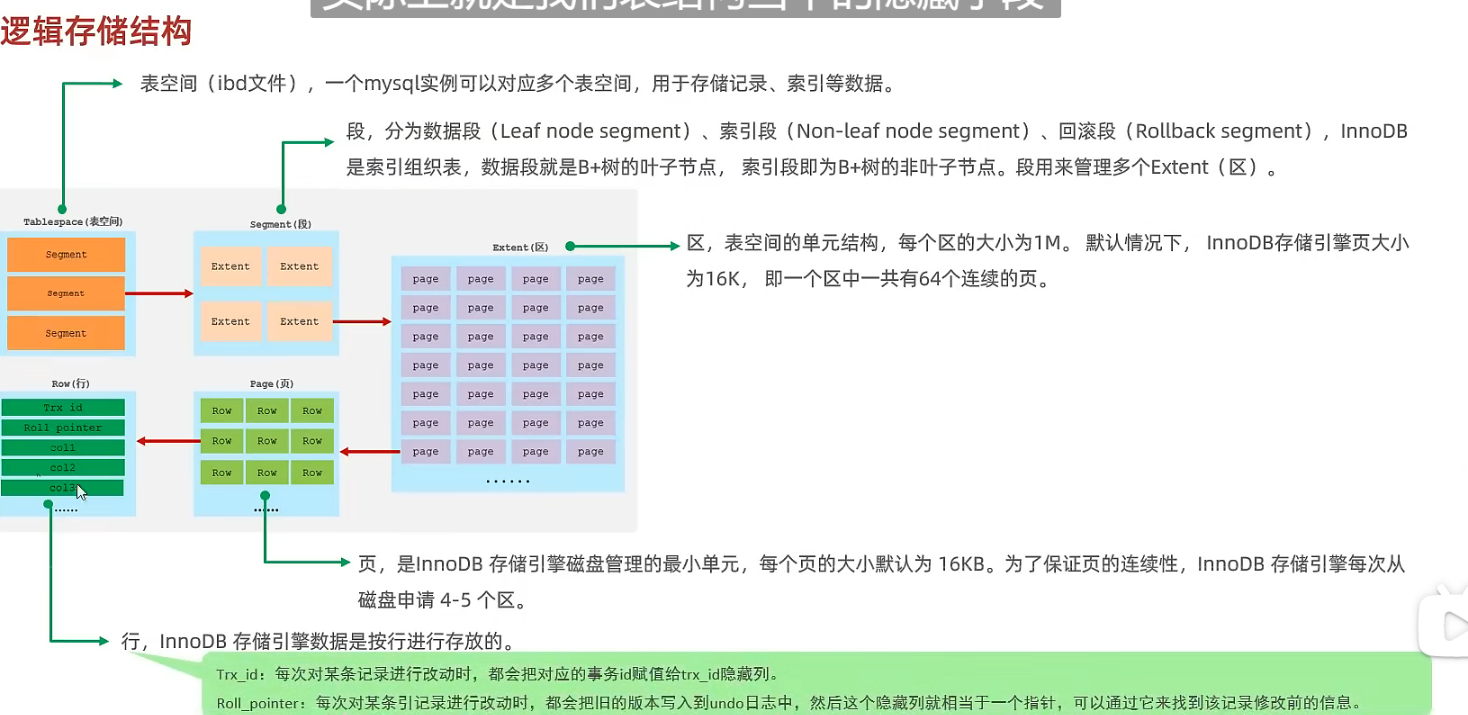 实际上就是我们表结构当中的隐藏字段
逻辑存储结构
表空间（ibd文件），一个mysql实例可以对应多个表空间，用于存储记录、索引等数据。
段，分为数据段（Leaf node segment）、索引段（Non-leaf node segment）、回滚段（Rollback segment），InnoDB
是索引组织表，数据段就是B+树的叶子节点， 索引段即为B+树的非叶子节点。段用来管理多个Extent（区）。
Tablespace(表空间)
Segment
Segment
Segment
Segment(段)
Extent Extent
Extent Extent
Extent(区)
page page page page
page page page page
page page page page
page page page page
page page page page
page page page page
page page page page
......
区，表空间的单元结构，每个区的大小为1M。 默认情况下， InnoDB存储引擎页大小
为16K， 即一个区中一共有64个连续的页。
Row(行)
Trx id
Roll pointer
col1
col2
col3
......
Page(页)
Row Row Row
Row Row Row
Row Row Row
......
页，是InnoDB 存储引擎磁盘管理的最小单元，每个页的大小默认为 16KB。为了保证页的连续性，InnoDB 存储引擎每次从
磁盘申请 4-5 个区。
行，InnoDB 存储引擎数据是按行进行存放的。
Trx_id：每次对某条记录进行改动时，都会把对应的事务id赋值给trx_id隐藏列。
Roll_pointer：每次对某条引记录进行改动时，都会把旧的版本写入到undo日志中，然后这个隐藏列就相当于一个指针，可以通过它来找到该记录修改前的信息。